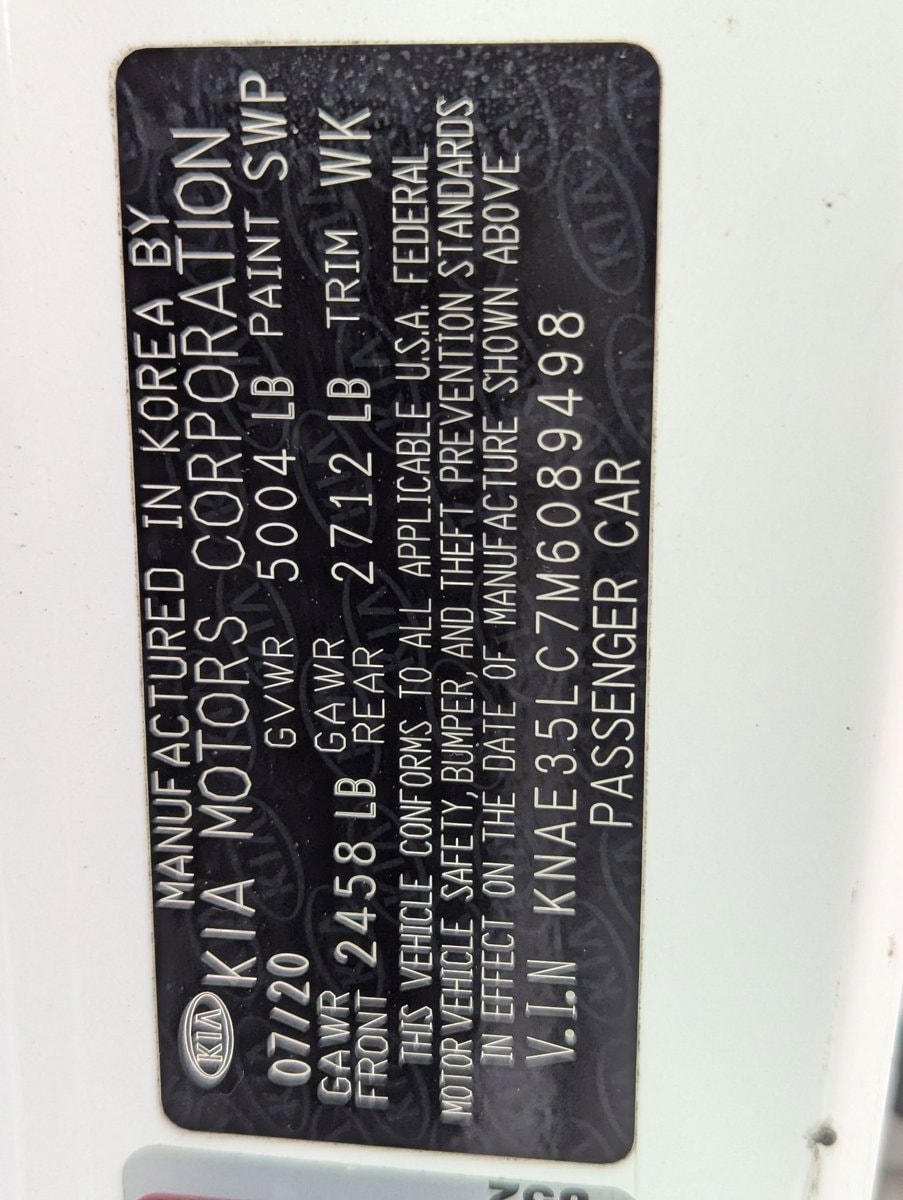 KIA
MANUFACTURED IN KOREA BY
KIA MOTORS CORPORATION
07/20 GVWR 5004 LB PAINT SWP
GAWR FRONT 2458 LB GAWR REAR 2712 LB TRIM WK
THIS VEHICLE CONFORMS TO ALL APPLICABLE U.S.A. FEDERAL
MOTOR VEHICLE SAFETY, BUMPER, AND THEFT PREVENTION STANDARDS
IN EFFECT ON THE DATE OF MANUFACTURE SHOWN ABOVE
V.I.N KNAE35LC7M6089498
PASSENGER CAR